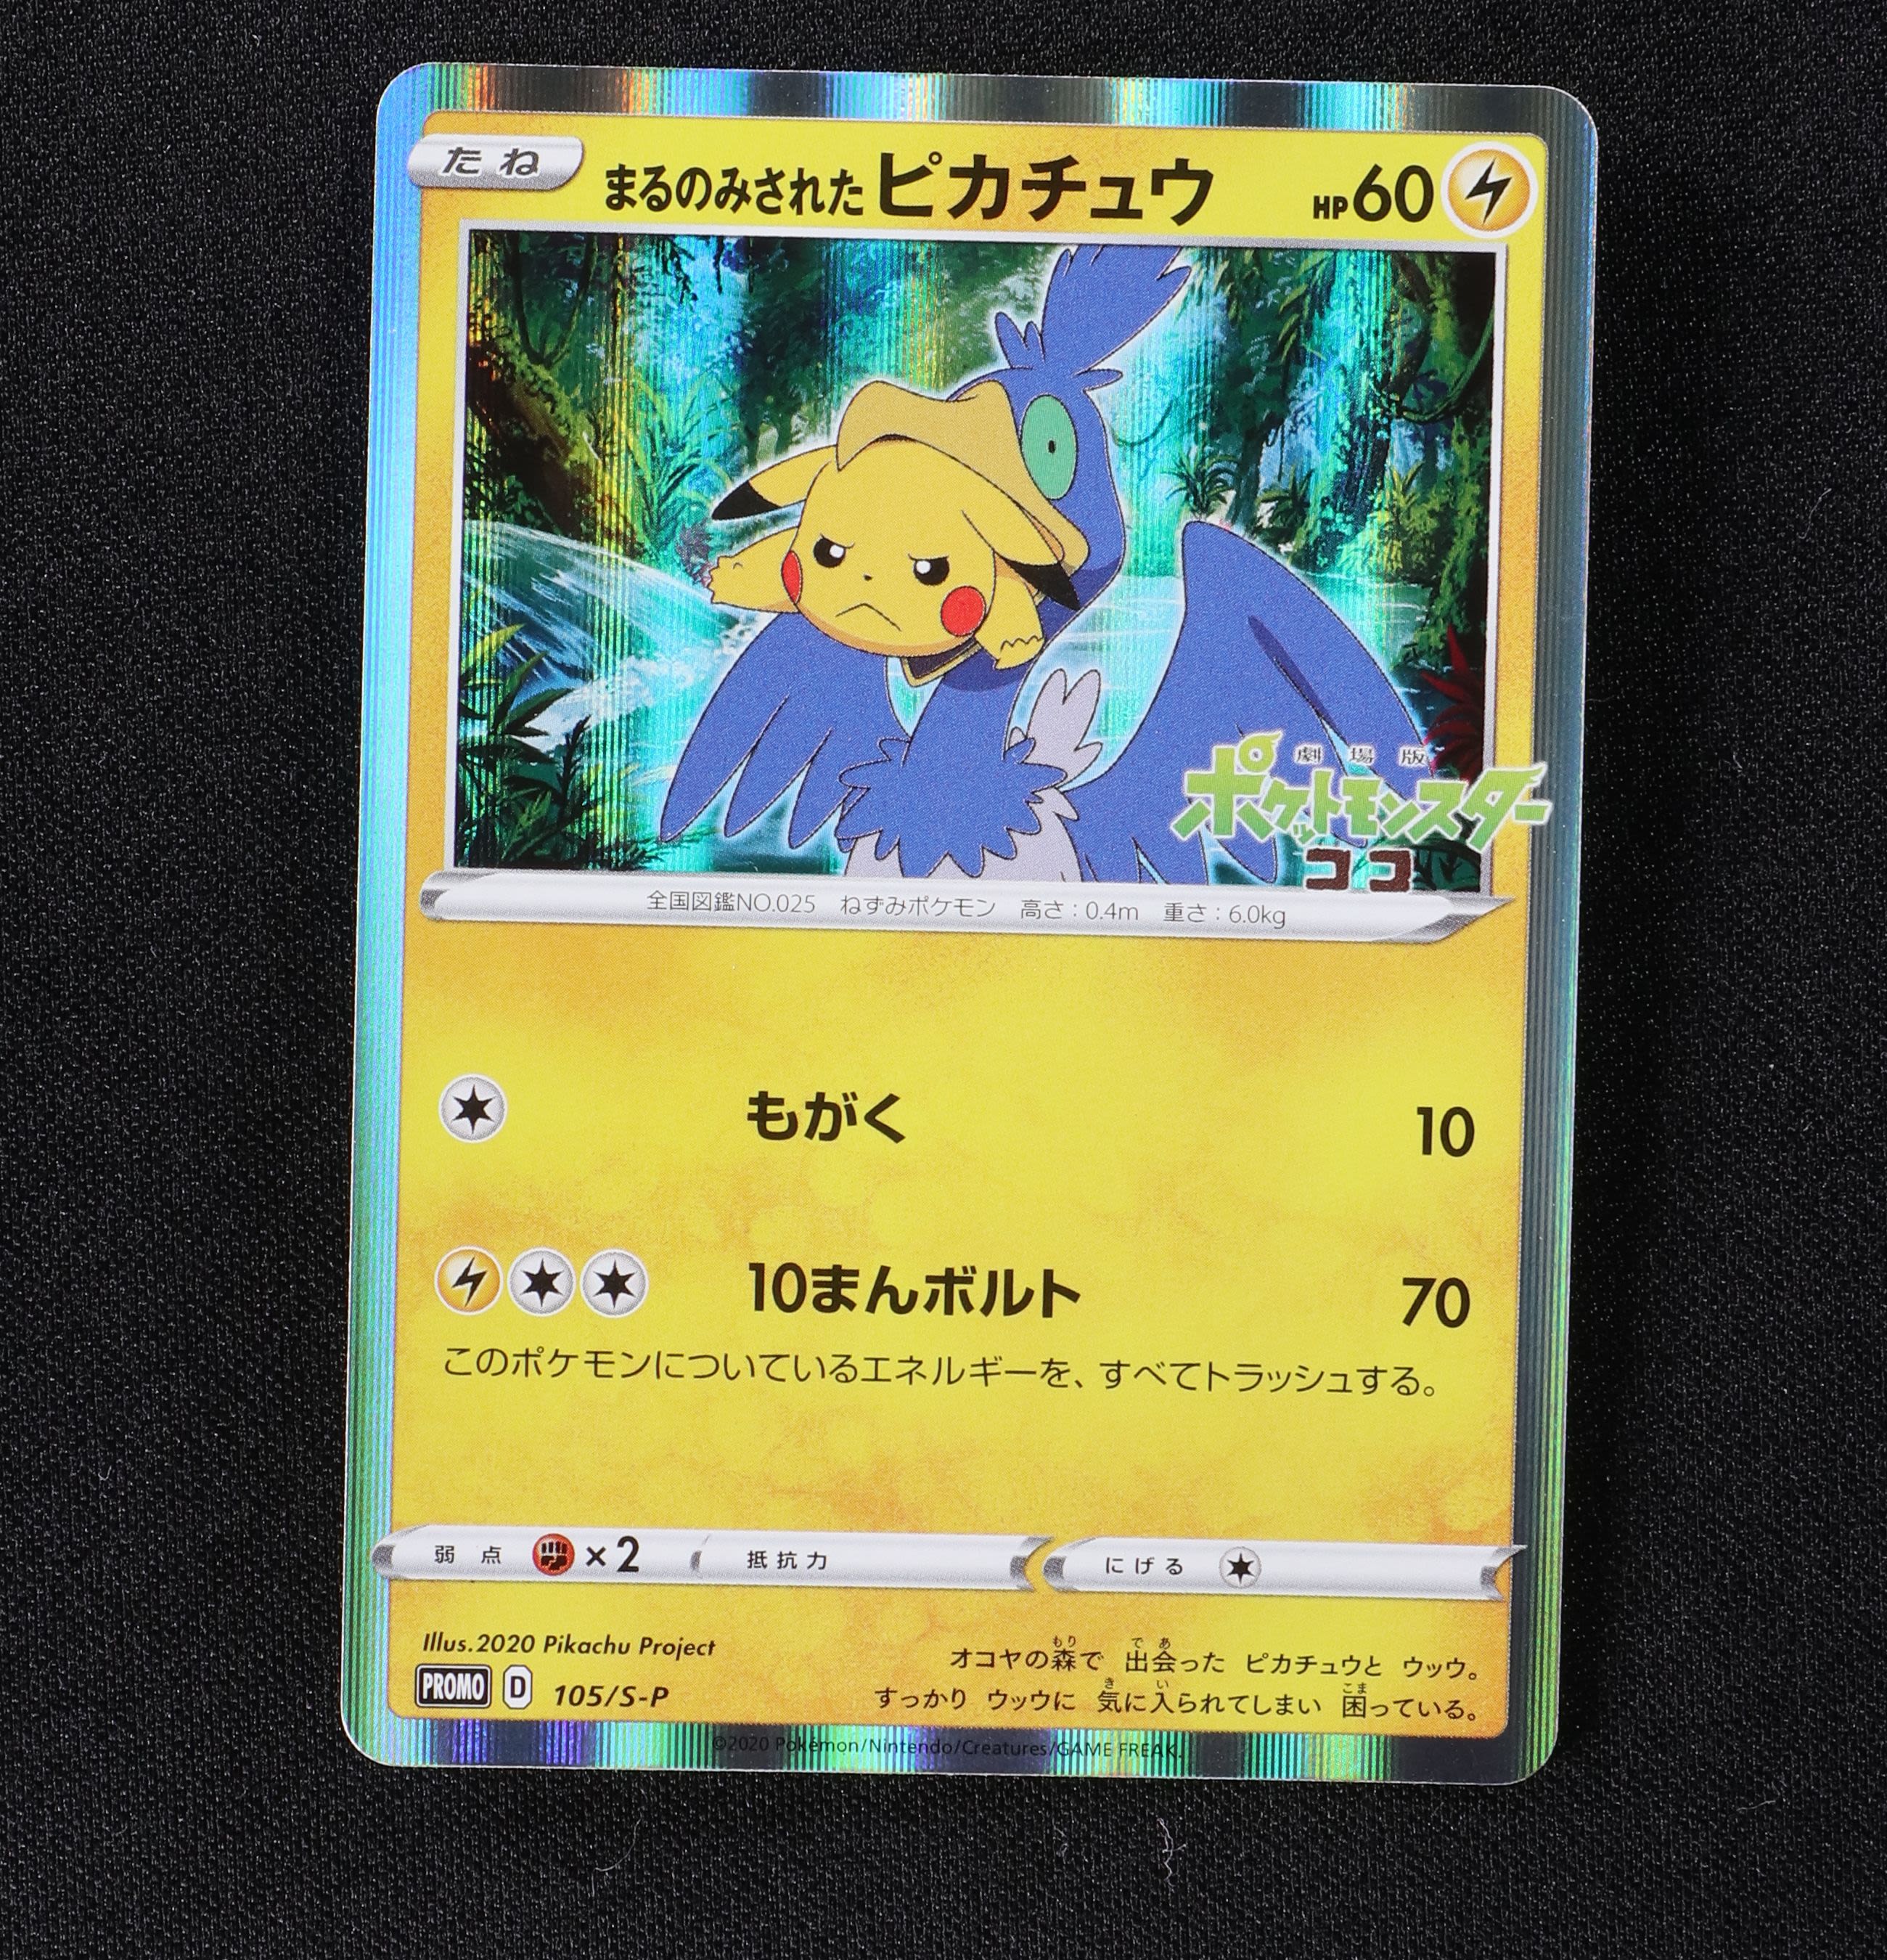 たね
まるのみされたピカチュウ
HP60
劇場版
ポケットモンスター
ココ
全国図鑑NO.025 ねずみポケモン 高さ:0.4m 重さ:6.0kg
もがく 10
10まんボルト 70
このポケモンについているエネルギーを、すべてトラッシュする。
弱点 ×2 抵抗力 にげる
Illus.2020 Pikachu Project
PROMO D 105/S-P
オコヤの森もりで 出で会あった ピカチュウと ウッウ。
すっかり ウッウに 気きに入いられてしまい 困こまっている。
©2020 Pokémon/Nintendo/Creatures/GAME FREAK.